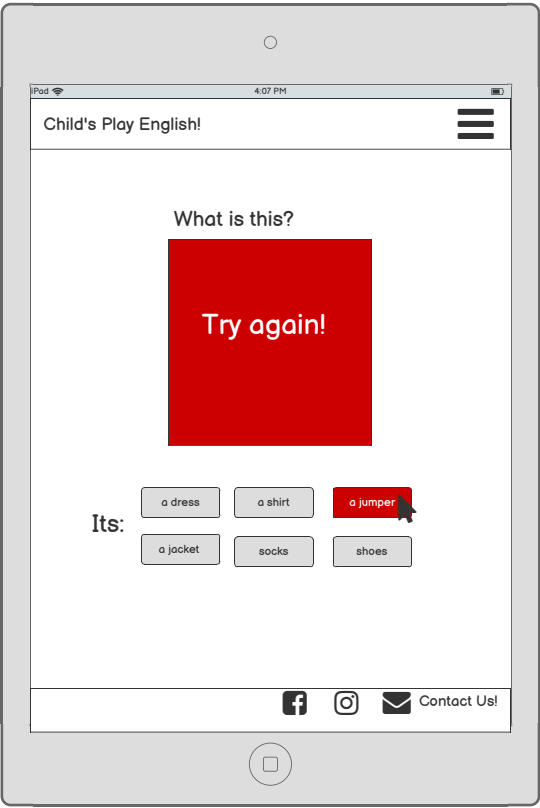 iPad 4:07 PM
Child's Play English!
What is this?
Try again!
Its:
a dress a shirt a jumper
a jacket socks shoes
Contact Us!